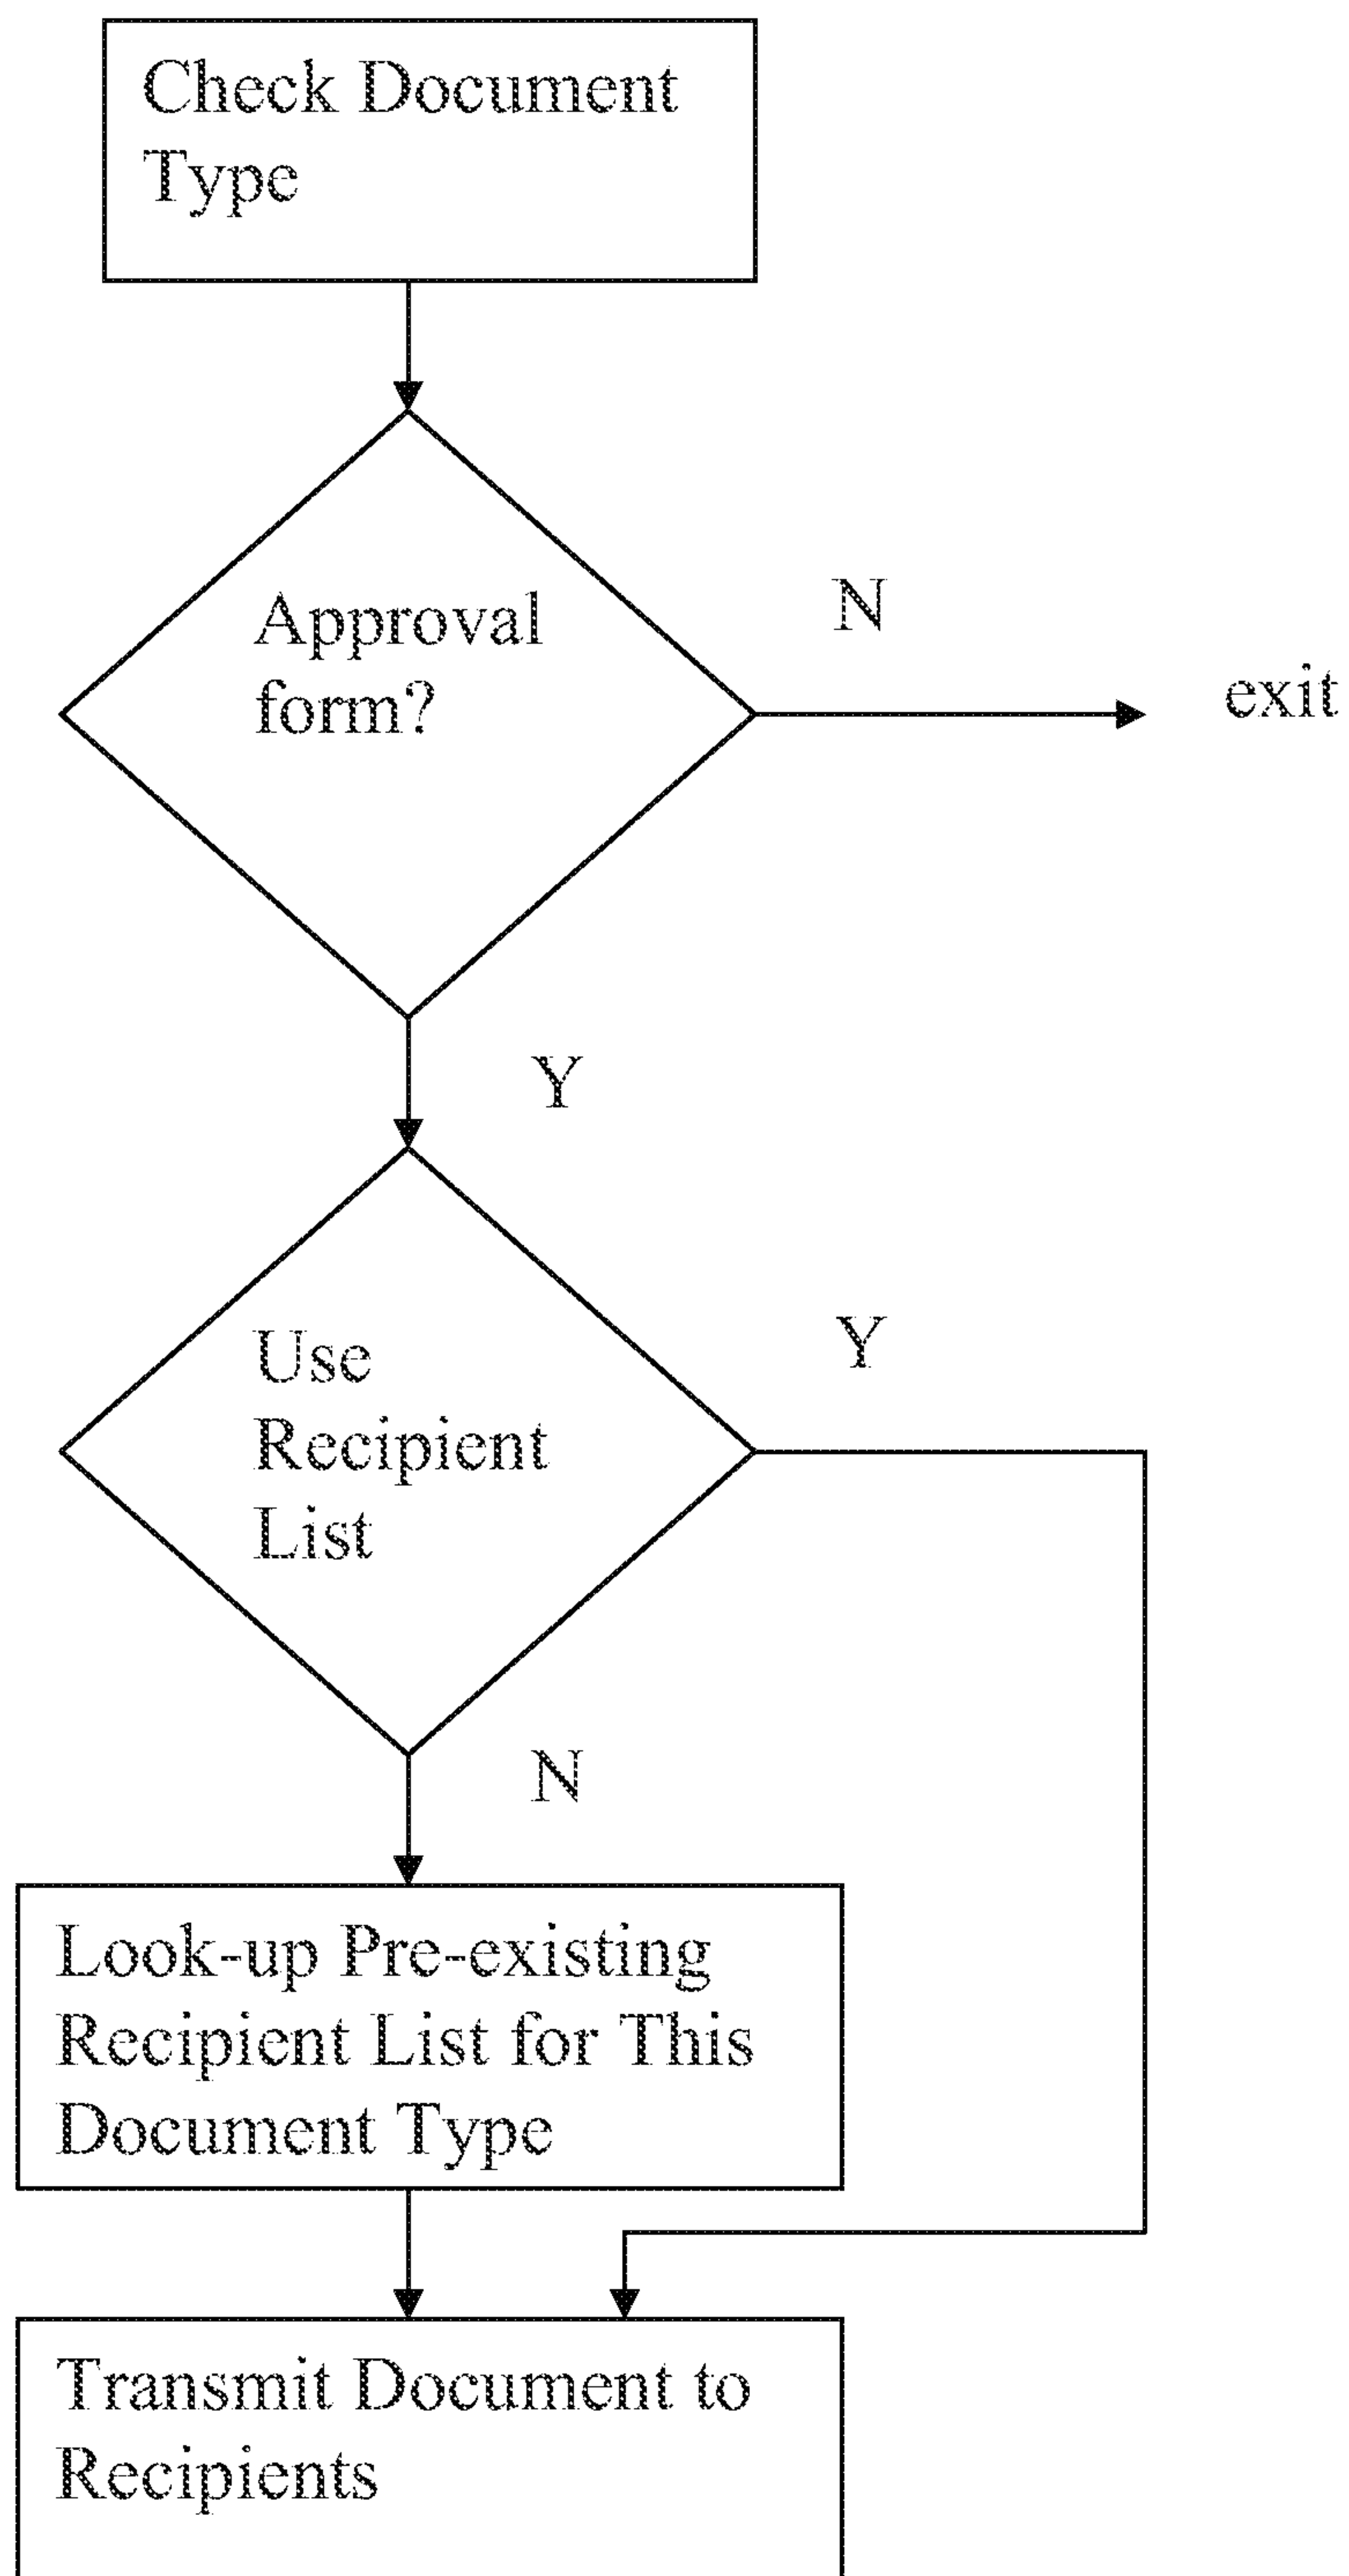 Check Document
Type
Approval
form?
N
exit
Y
Use
Recipient
List
Y
N
Look-up Pre-existing
Recipient List for This
Document Type
Transmit Document to
Recipients